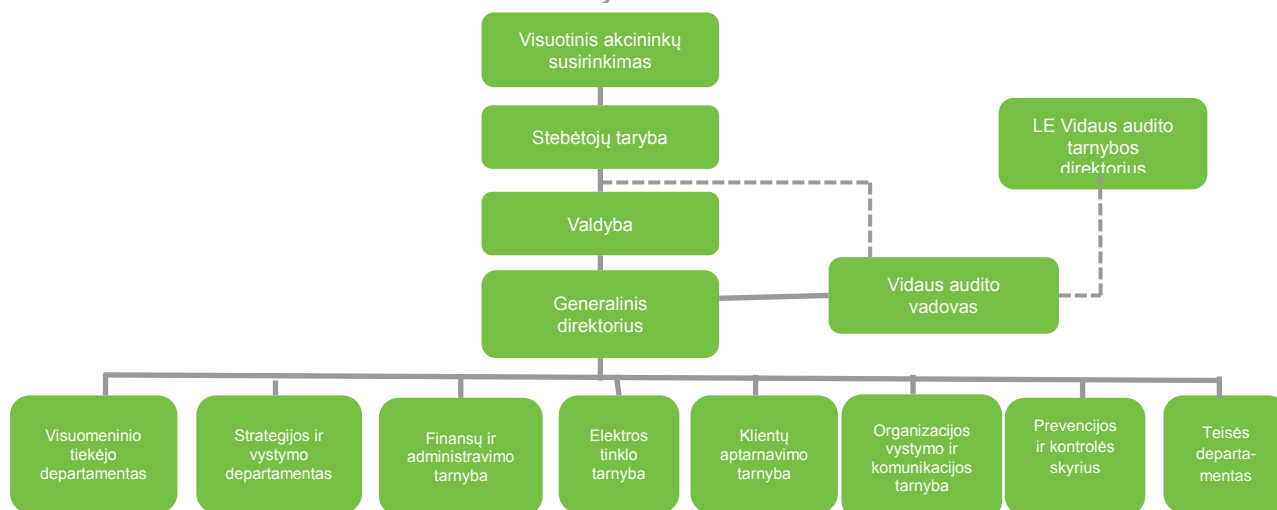 Visuotinis akcininkų
susirinkimas
Stebėtojų taryba
LE Vidaus audito
tarnybos
direktorius
Valdyba
Vidaus audito
vadovas
Generalinis
direktorius
Visuomeninio
tiekėjo
departamentas
Strategijos ir
vystymo
departamentas
Finansų ir
administravimo
tarnyba
Elektros
tinklo
tarnyba
Klientų
aptarnavimo
tarnyba
Organizacijos
vystymo ir
komunikacijos
tarnyba
Prevencijos
ir kontrolės
skyrius
Teisės
departa-
mentas